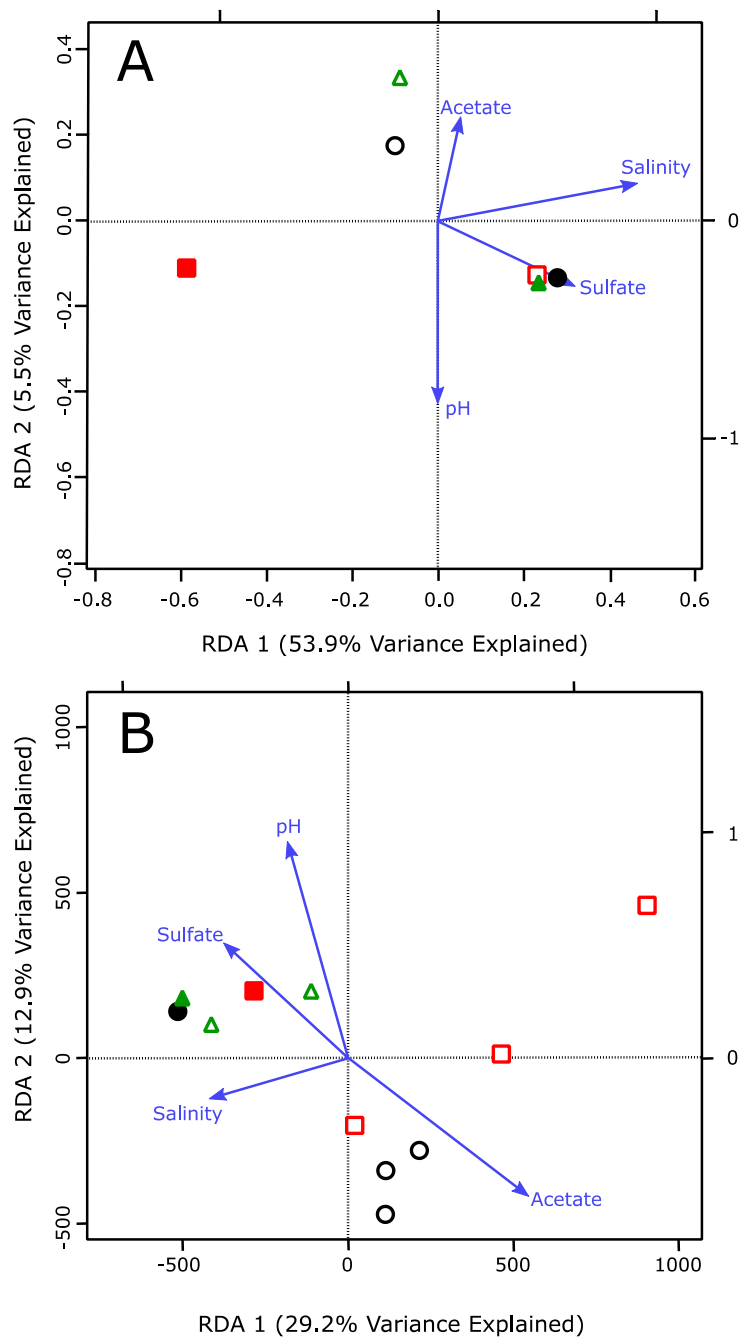 A
0.4
0.2
0.0
-0.2
-0.4
-0.6
-0.8
RDA 2 (5.5% Variance Explained)
Acetate
Salinity
Sulfate
pH
0
-1
-0.8
-0.6
-0.4
-0.2
0.0
0.2
0.4
0.6
RDA 1 (53.9% Variance Explained)
B
1000
500
0
-500
RDA 2 (12.9% Variance Explained)
pH
Sulfate
Salinity
Acetate
1
0
-500
0
500
1000
RDA 1 (29.2% Variance Explained)